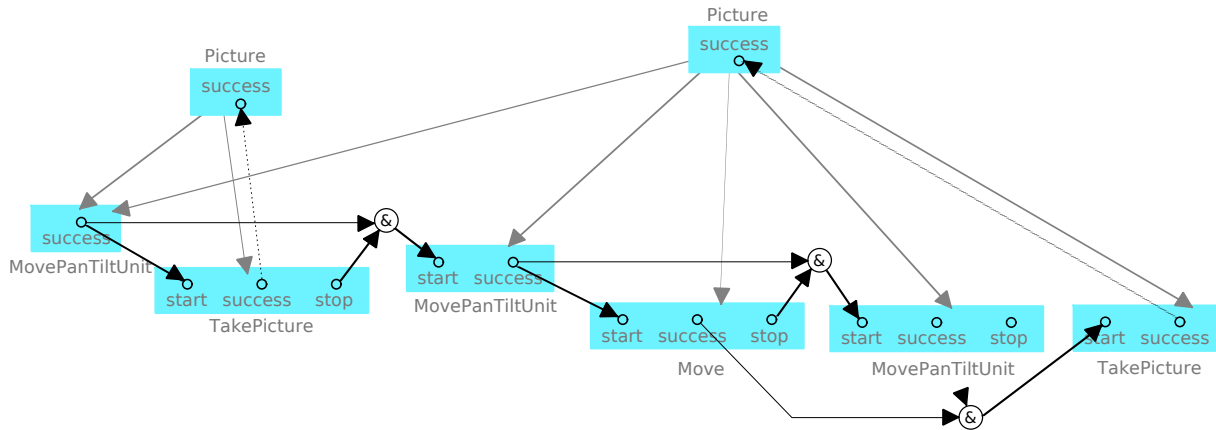 Picture
success
Picture
success
success
MovePanTiltUnit
&
start success stop
TakePicture
start success
MovePanTiltUnit
&
start success stop
Move
start success stop
MovePanTiltUnit
start success
TakePicture
&